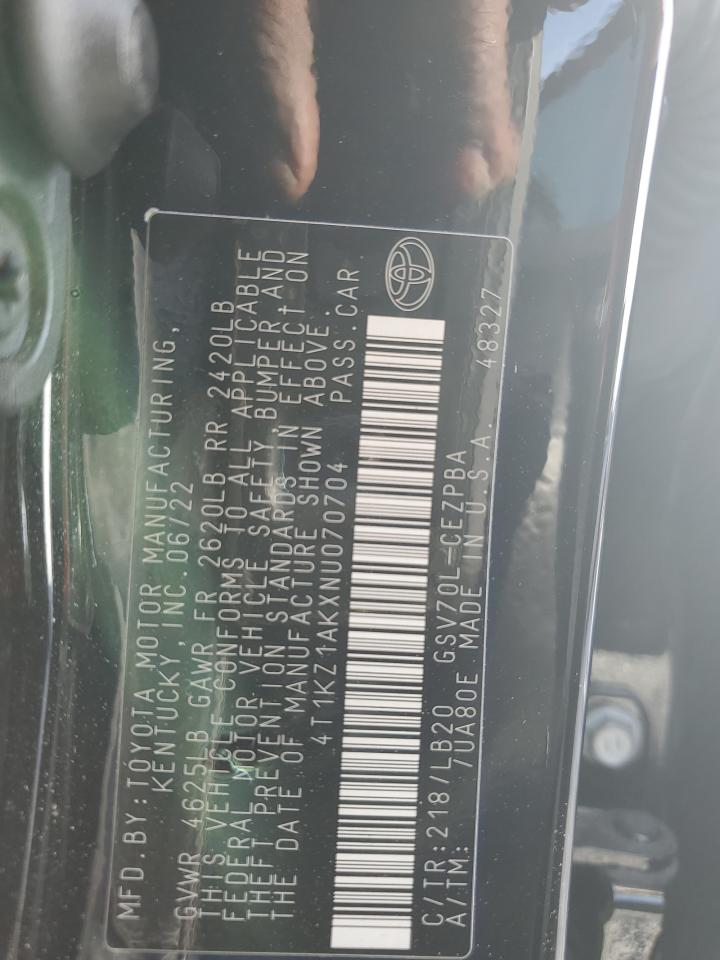 MFD.BY:TOYOTA MOTOR MANUFACTURING,
KENTUCKY,INC.06/22
GVWR 4625LB GAWR FR 2620LB RR 2420LB
THIS VEHICLE CONFORMS TO ALL APPLICABLE
FEDERAL MOTOR VEHICLE SAFETY,BUMPER,AND
THEFT PREVENTION STANDARDS IN EFFECT ON
THE DATE OF MANUFACTURE SHOWN ABOVE.
4T1KZ1AKXNU070704 PASS.CAR
C/TR:218/LB20 GSV70L-CEZPBA
A/TM: 7UA80E MADE IN U.S.A. 48327